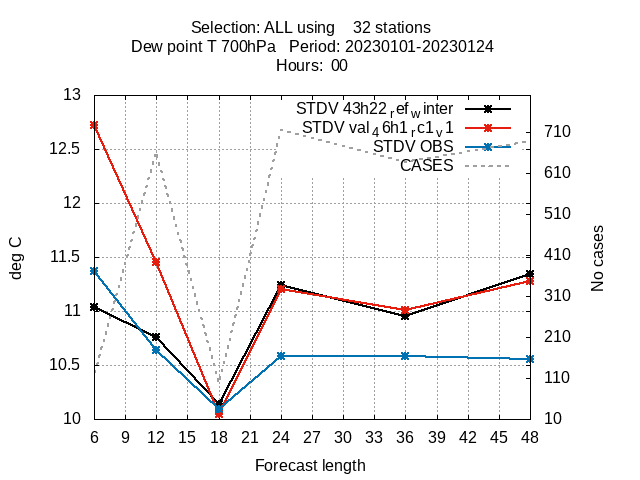 Selection: ALL using    32 stations
Dew point T 700hPa   Period: 20230101-20230124
Hours:  00
STDV 43h22_ref_winter
STDV val_46h1_rc1_v1
STDV OBS
CASES
13
12.5
12
11.5
11
10.5
10
710
610
510
410
310
210
110
10
deg C
No cases
6 9 12 15 18 21 24 27 30 33 36 39 42 45 48
Forecast length